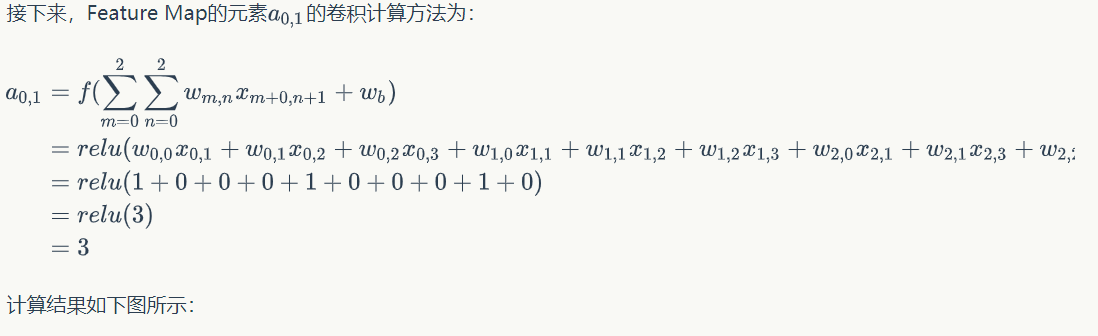 接下来，Feature Map的元素a_{0,1}的卷积计算方法为：
a_{0,1} = f(\sum_{m=0}^{2} \sum_{n=0}^{2} w_{m,n}x_{m+0,n+1} + w_b)
= relu(w_{0,0}x_{0,1} + w_{0,1}x_{0,2} + w_{0,2}x_{0,3} + w_{1,0}x_{1,1} + w_{1,1}x_{1,2} + w_{1,2}x_{1,3} + w_{2,0}x_{2,1} + w_{2,1}x_{2,3} + w_{2,
= relu(1 + 0 + 0 + 0 + 1 + 0 + 0 + 0 + 1 + 0)
= relu(3)
= 3
计算结果如下图所示：